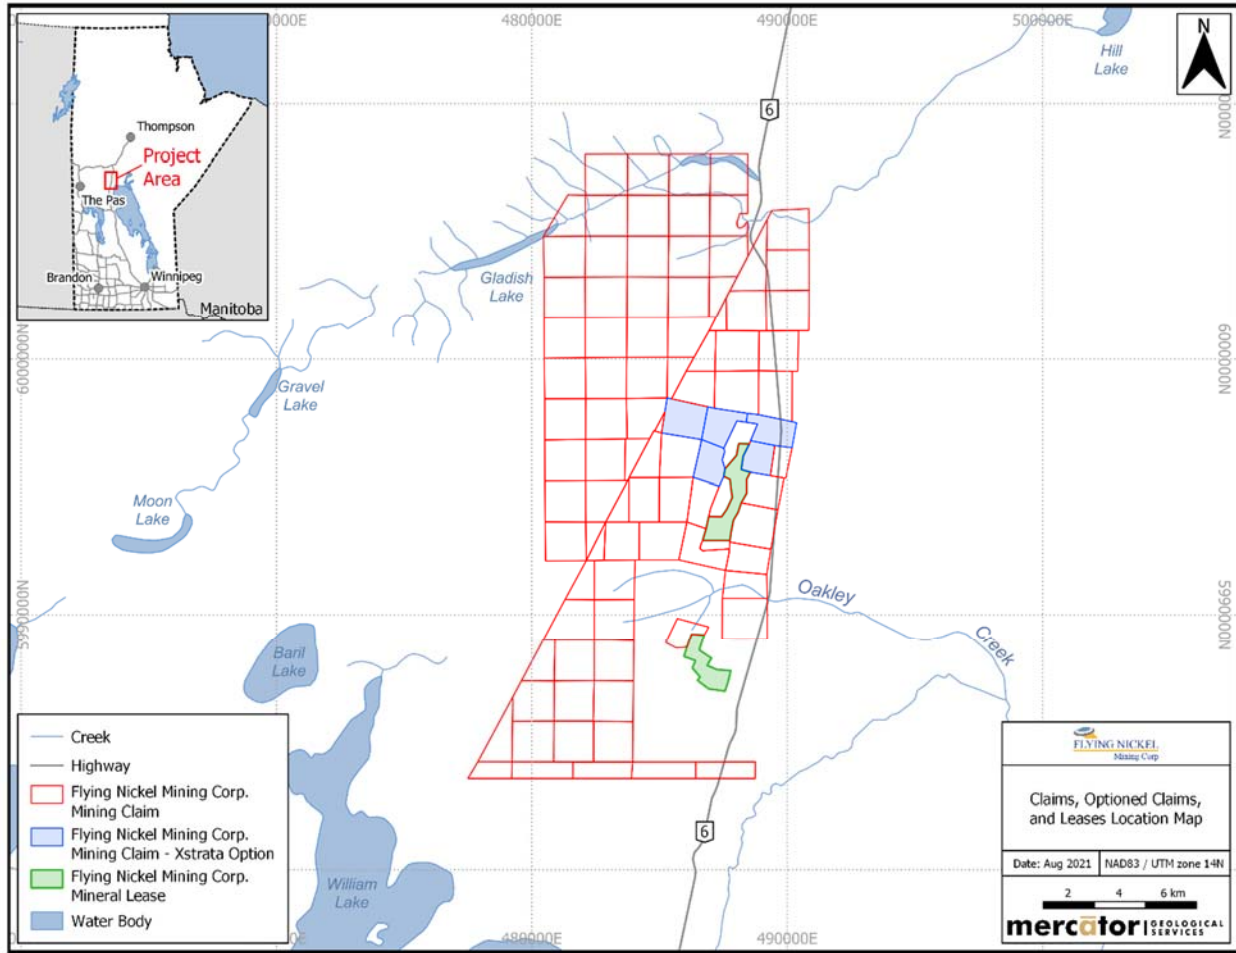 480000E
490000E
500000E
Hill
Lake
N
6
Thompson
Project
Area
The Pas
Brandon
Winnipeg
Manitoba
Gladish
Lake
6000000N
6000000N
Gravel
Lake
Moon
Lake
5990000N
5990000N
Oakley
Creek
Baril
Lake
William
Lake
6
Creek
Highway
Flying Nickel Mining Corp.
Mining Claim
Flying Nickel Mining Corp.
Mining Claim - Xstrata Option
Flying Nickel Mining Corp.
Mineral Lease
Water Body
FLYING NICKEL
Mining Corp
Claims, Optioned Claims,
and Leases Location Map
Date: Aug 2021
NAD83 / UTM zone 14N
2 4 6 km
mercator GEOLOGICAL
SERVICES
480000E
490000E